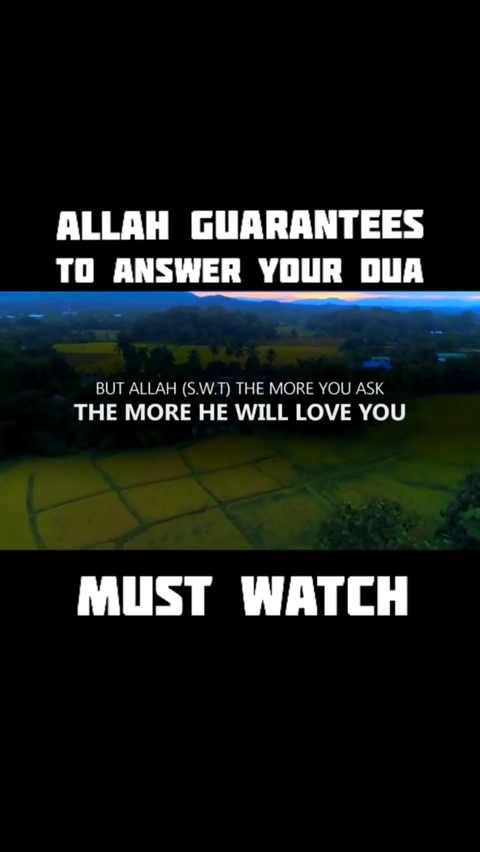 ALLAH GUARANTEES
TO ANSWER YOUR DUA
BUT ALLAH (S.W.T) THE MORE YOU ASK
THE MORE HE WILL LOVE YOU
MUST WATCH